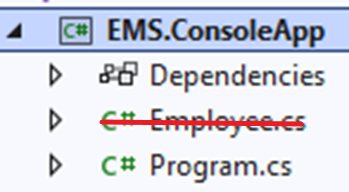 C# EMS.ConsoleApp
Dependencies
C# Employee.cs
C# Program.cs